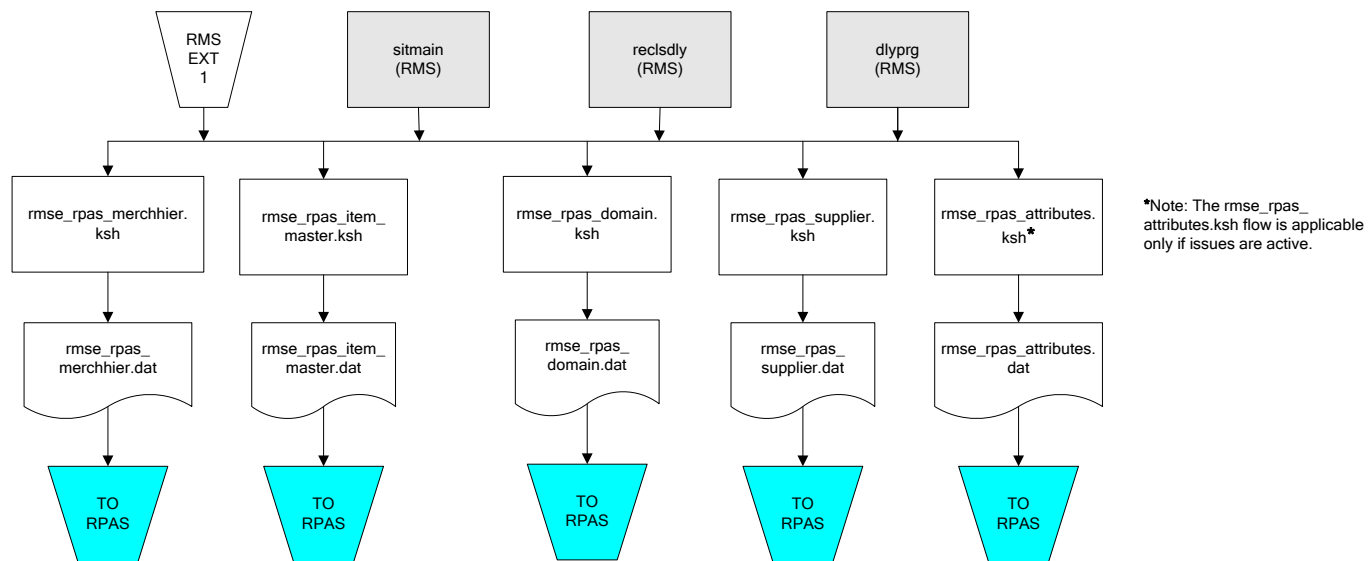 RMS
EXT
1
sitmain
(RMS)
reclsdly
(RMS)
dlyprg
(RMS)
rmse_rpas_merchhier.
ksh
rmse_rpas_item_
master.ksh
rmse_rpas_domain.
ksh
rmse_rpas_supplier.
ksh
rmse_rpas_attributes.
ksh*
*Note: The rmse_rpas_
attributes.ksh flow is applicable
only if issues are active.
rmse_rpas_
merchhier.dat
rmse_rpas_item_
master.dat
rmse_rpas_
domain.dat
rmse_rpas_
supplier.dat
rmse_rpas_attributes.
dat
TO
RPAS
TO
RPAS
TO
RPAS
TO
RPAS
TO
RPAS